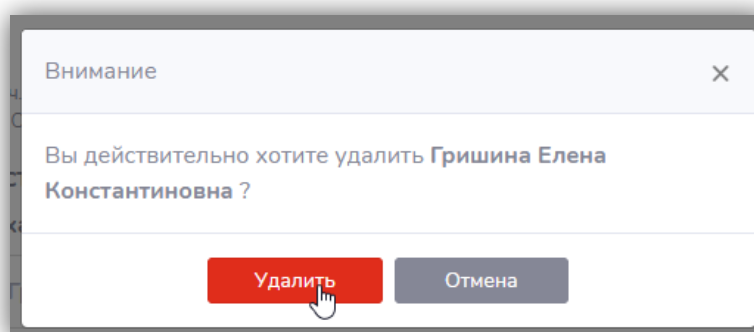 Внимание
Вы действительно хотите удалить Гришина Елена
Константиновна ?
Удалить
Отмена